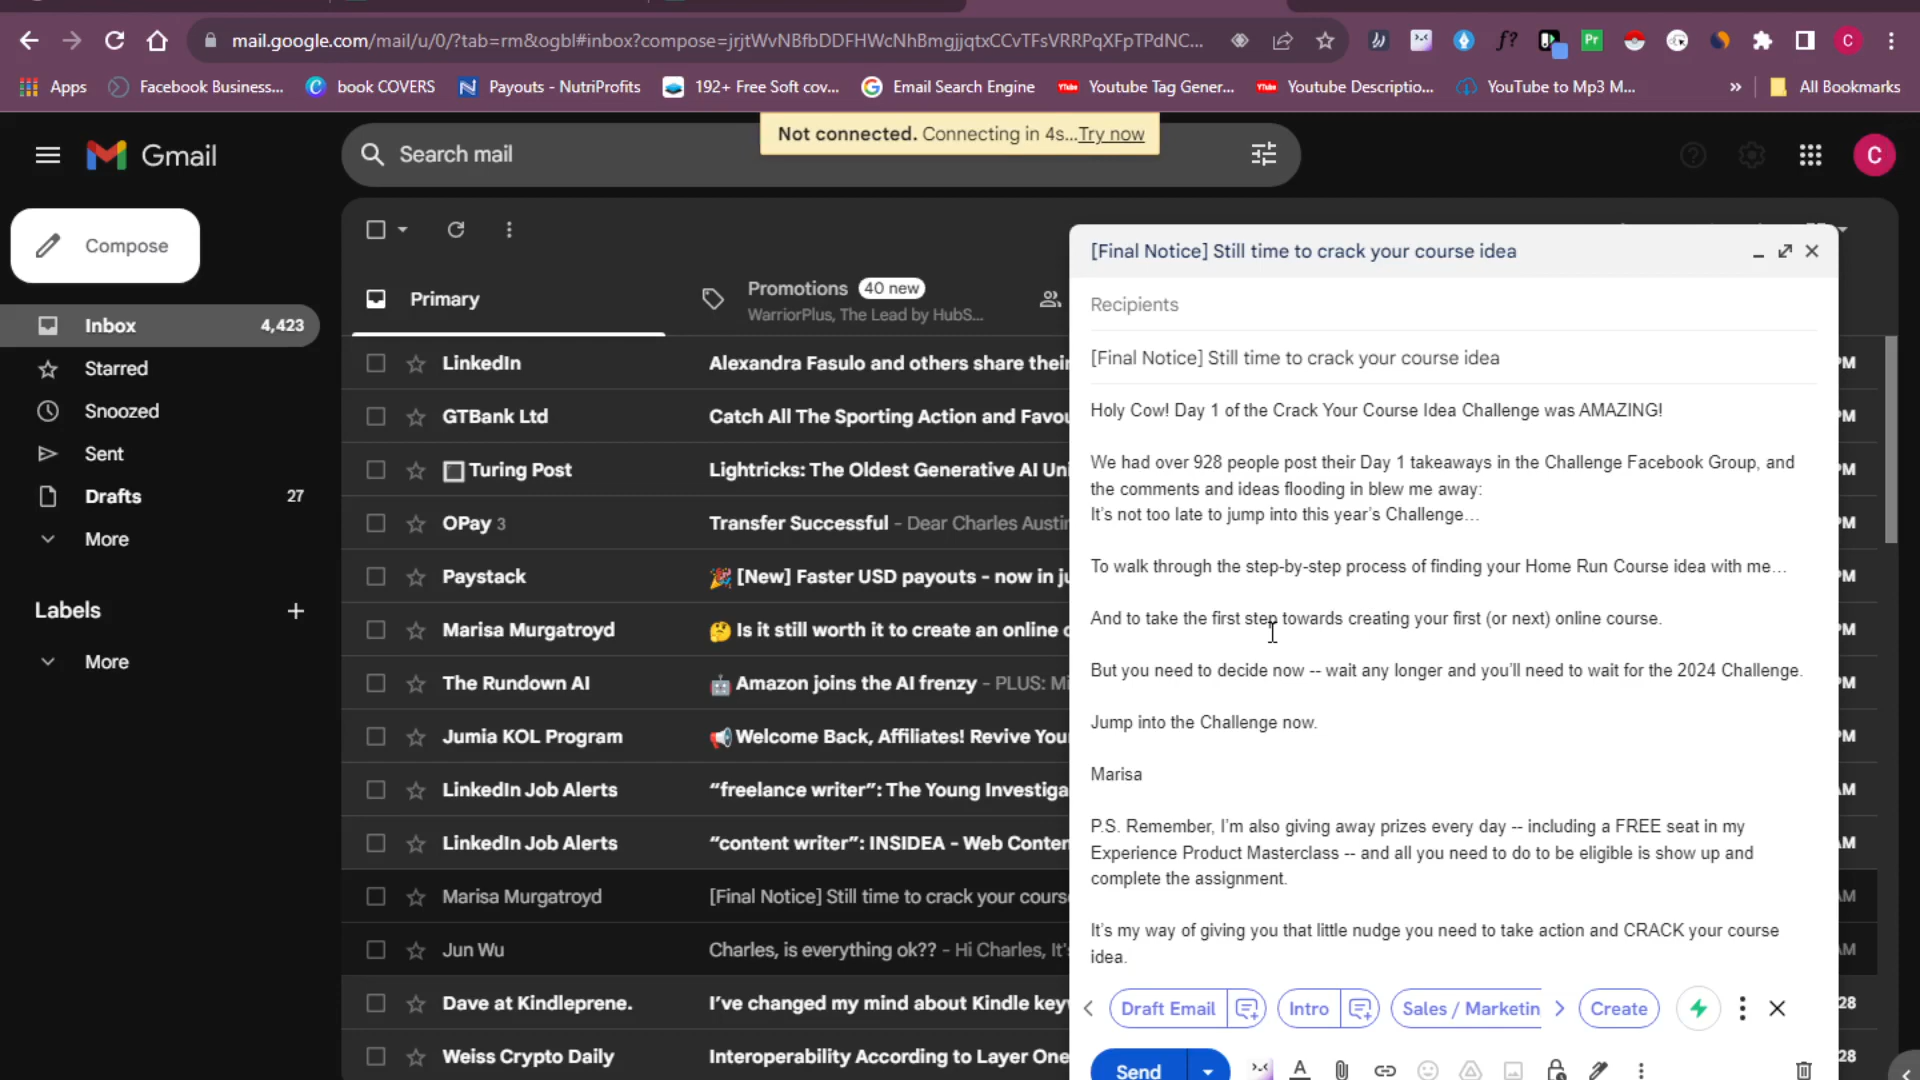 mail.google.com/mail/u/0/?tab=rm&ogbl#inbox?compose=jrjtWvNBfbDDFHWcNhBmgjjqtxCCvTFsVRRPqXFpTPdNC...
Apps
Facebook Business...
book COVERS
Payouts - NutriProfits
192+ Free Soft cov...
Email Search Engine
Youtube Tag Gener...
Youtube Descriptio...
YouTube to Mp3 M...
All Bookmarks
Not connected. Connecting in 4s...Try now
Gmail
Search mail
C
Compose
Inbox 4,423
Starred
Snoozed
Sent
Drafts 27
More
Labels
More
Primary
Promotions 40 new
WarriorPlus, The Lead by HubS...
LinkedIn Alexandra Fasulo and others share their
GTBank Ltd Catch All The Sporting Action and Favou
Turing Post Lightricks: The Oldest Generative AI Uni
OPay 3 Transfer Successful - Dear Charles Austin
Paystack [New] Faster USD payouts - now in ju
Marisa Murgatroyd Is it still worth it to create an online c
The Rundown AI Amazon joins the AI frenzy - PLUS: Mi
Jumia KOL Program Welcome Back, Affiliates! Revive You
LinkedIn Job Alerts “freelance writer”: The Young Investiga
LinkedIn Job Alerts “content writer”: INSIDEA - Web Conten
Marisa Murgatroyd [Final Notice] Still time to crack your course
Jun Wu Charles, is everything ok?? - Hi Charles, It's
Dave at Kindleprene. I’ve changed my mind about Kindle keyw
Weiss Crypto Daily Interoperability According to Layer One
[Final Notice] Still time to crack your course idea
Recipients
[Final Notice] Still time to crack your course idea
Holy Cow! Day 1 of the Crack Your Course Idea Challenge was AMAZING!
We had over 928 people post their Day 1 takeaways in the Challenge Facebook Group, and
the comments and ideas flooding in blew me away:
It’s not too late to jump into this year’s Challenge…
To walk through the step-by-step process of finding your Home Run Course idea with me…
And to take the first step towards creating your first (or next) online course.
But you need to decide now -- wait any longer and you’ll need to wait for the 2024 Challenge.
Jump into the Challenge now.
Marisa
P.S. Remember, I’m also giving away prizes every day -- including a FREE seat in my
Experience Product Masterclass -- and all you need to do to be eligible is show up and
complete the assignment.
It’s my way of giving you that little nudge you need to take action and CRACK your course
idea.
Draft Email
Intro
Sales / Marketin
Create
Send